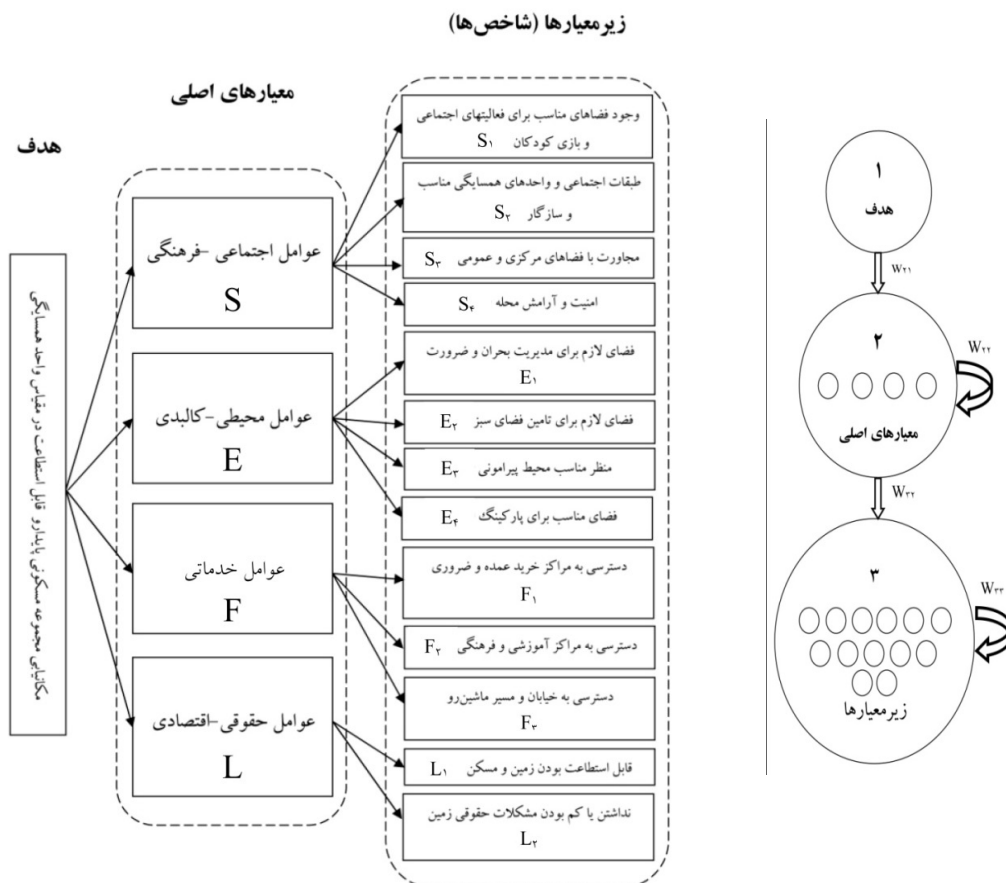 زیرمعیارها (شاخص‌ها)
معیارهای اصلی
هدف
مکانیابی مجموعه مسکونی پایدارو قابل استطاعت در مقیاس واحد همسایگی
عوامل اجتماعی -فرهنگی
S
عوامل محیطی-کالبدی
E
عوامل خدماتی
F
عوامل حقوقی-اقتصادی
L
وجود فضاهای مناسب برای فعالیتهای اجتماعی
و بازی کودکان S۱
طبقات اجتماعی و واحدهای همسایگی مناسب
و سازگار S۲
مجاورت با فضاهای مرکزی و عمومی S۳
امنیت و آرامش محله S۴
فضای لازم برای مدیریت بحران و ضرورت
E۱
فضای لازم برای تامین فضای سبز E۲
منظر مناسب محیط پیرامونی E۳
فضای مناسب برای پارکینگ E۴
دسترسی به مراکز خرید عمده و ضروری
F۱
دسترسی به مراکز آموزشی و فرهنگی F۲
دسترسی به خیابان و مسیر ماشین‌رو
F۳
قابل استطاعت بودن زمین و مسکن L۱
نداشتن یا کم بودن مشکلات حقوقی زمین
L۲
۱
هدف
W۲۱
۲
W۲۲
معیارهای اصلی
W۳۲
۳
W۳۳
زیرمعیارها